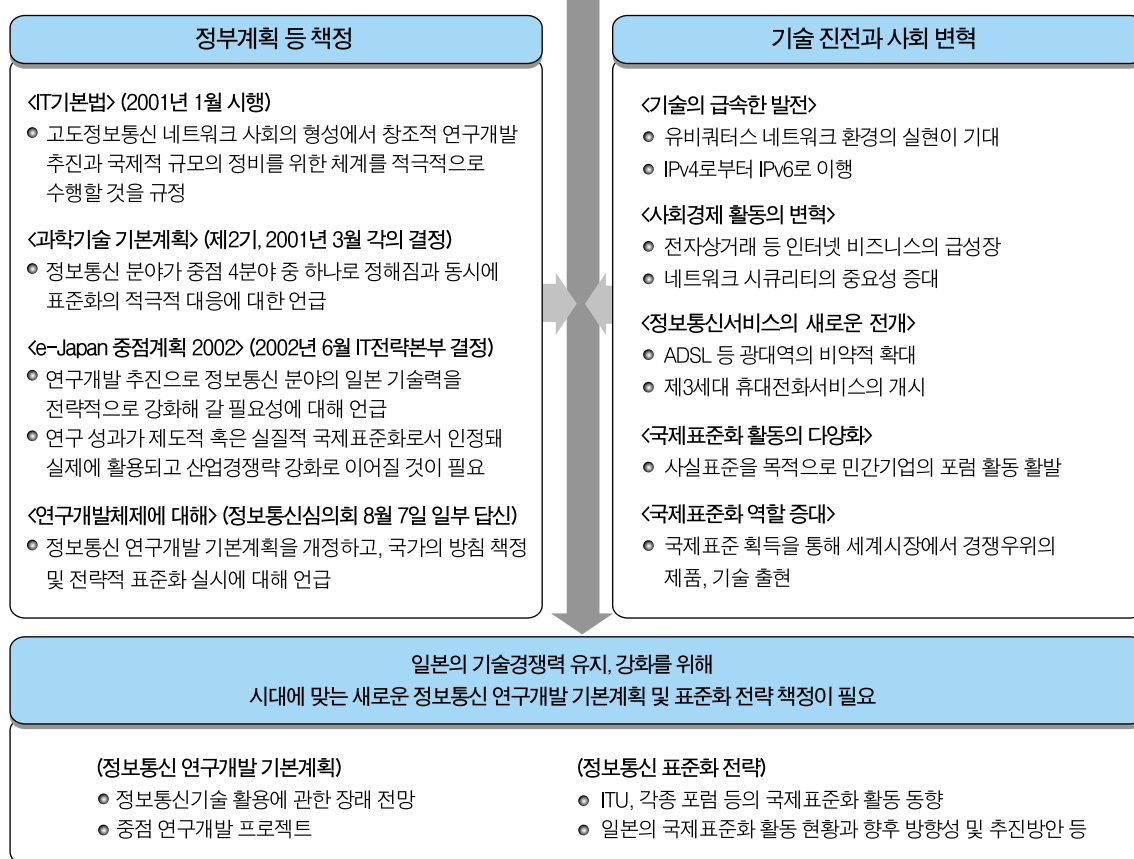 정부계획 등 책정
<IT기본법> (2001년 1월 시행)
고도정보통신 네트워크 사회의 형성에서 창조적 연구개발
추진과 국제적 규모의 정비를 위한 체계를 적극적으로
수행할 것을 규정
<과학기술 기본계획> (제2기, 2001년 3월 각의 결정)
정보통신 분야가 중점 4분야 중 하나로 정해짐과 동시에
표준화의 적극적 대응에 대한 언급
<e-Japan 중점계획 2002> (2002년 6월 IT전략본부 결정)
연구개발 추진으로 정보통신 분야의 일본 기술력을
전략적으로 강화해 갈 필요성에 대해 언급
연구 성과가 제도적 혹은 실질적 국제표준화로서 인정돼
실제에 활용되고 산업경쟁략 강화로 이어질 것이 필요
<연구개발체제에 대해> (정보통신심의회 8월 7일 일부 답신)
정보통신 연구개발 기본계획을 개정하고, 국가의 방침 책정
및 전략적 표준화 실시에 대해 언급
기술 진전과 사회 변혁
<기술의 급속한 발전>
유비쿼터스 네트워크 환경의 실현이 기대
IPv4로부터 IPv6로 이행
<사회경제 활동의 변혁>
전자상거래 등 인터넷 비즈니스의 급성장
네트워크 시큐리티의 중요성 증대
<정보통신서비스의 새로운 전개>
ADSL 등 광대역의 비약적 확대
제3세대 휴대전화서비스의 개시
<국제표준화 활동의 다양화>
사실표준을 목적으로 민간기업의 포럼 활동 활발
<국제표준화 역할 증대>
국제표준 획득을 통해 세계시장에서 경쟁우위의
제품, 기술 출현
일본의 기술경쟁력 유지, 강화를 위해
시대에 맞는 새로운 정보통신 연구개발 기본계획 및 표준화 전략 책정이 필요
(정보통신 연구개발 기본계획)
정보통신기술 활용에 관한 장래 전망
중점 연구개발 프로젝트
(정보통신 표준화 전략)
ITU, 각종 포럼 등의 국제표준화 활동 동향
일본의 국제표준화 활동 현황과 향후 방향성 및 추진방안 등